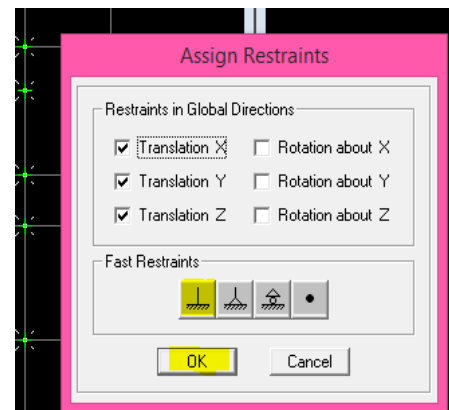 Assign Restraints
Restraints in Global Directions
Translation X Rotation about X
Translation Y Rotation about Y
Translation Z Rotation about Z
Fast Restraints
OK Cancel